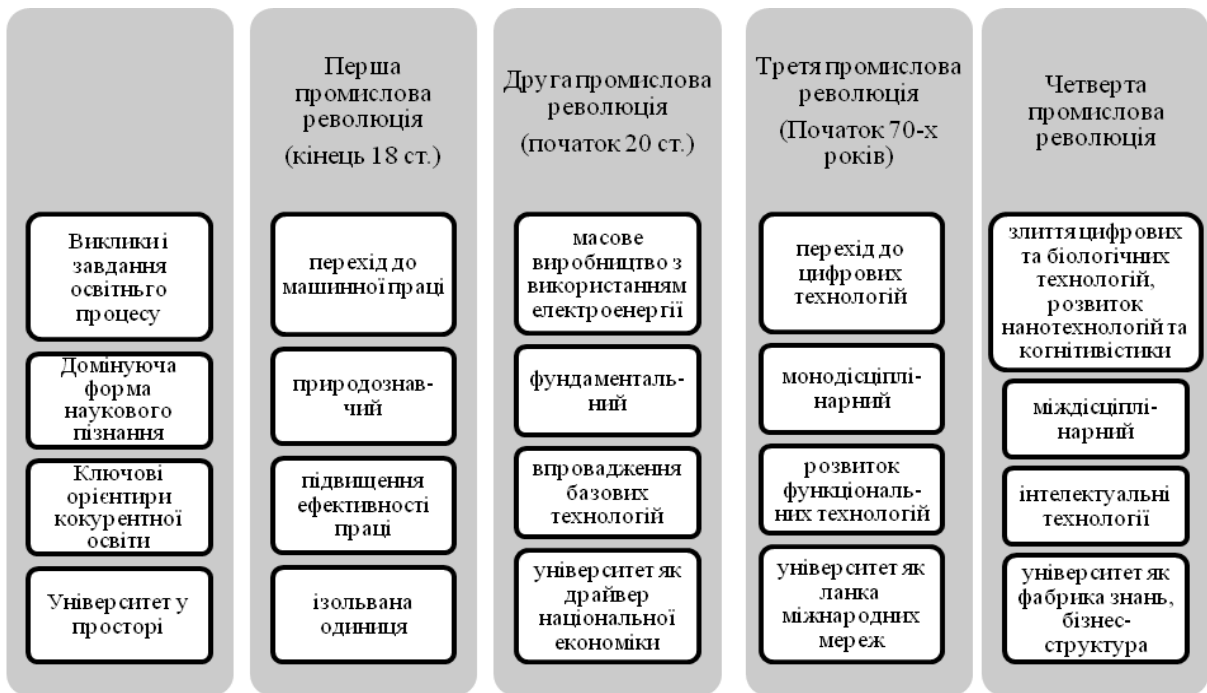 Перша
промислова
революція
(кінець 18 ст.)
Друга промислова
революція
(початок 20 ст.)
Третя промислова
революція
(Початок 70-х
років)
Четверта
промислова
революція
Виклики і
завдання
освітньго
процесу
перехід до
машинної праці
масове
виробництво з
використанням
електроенергії
перехід до
цифрових
технологій
злиття цифрових
та біологічних
технологій,
розвиток
нанотехнологій та
когнітивістики
Домінуюча
форма
наукового
пізнання
природознав-
чий
фундаменталь-
ний
монодісціплі-
нарний
міждісціплі-
нарний
Ключові
орієнтири
кокурентної
освіти
підвищення
ефективності
праці
впровадження
базових
технологій
розвиток
функціональ-
них технологій
інтелектуальні
технології
Університет у
просторі
ізольвана
одиниця
університет як
драйвер
національної
економіки
університет як
ланка
міжнародних
мереж
університет як
фабрика знань,
бізнес-
структура